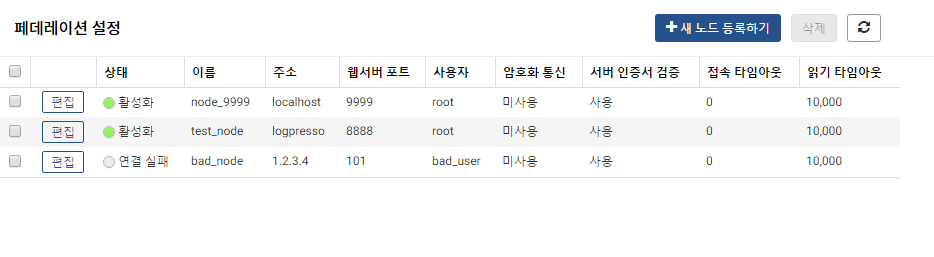 페데레이션 설정
새 노드 등록하기 삭제
상태 이름 주소 웹서버 포트 사용자 암호화 통신 서버 인증서 검증 접속 타임아웃 읽기 타임아웃
편집 활성화 node_9999 localhost 9999 root 미사용 사용 0 10,000
편집 활성화 test_node logpresso 8888 root 미사용 사용 0 10,000
편집 연결 실패 bad_node 1.2.3.4 101 bad_user 미사용 사용 0 10,000